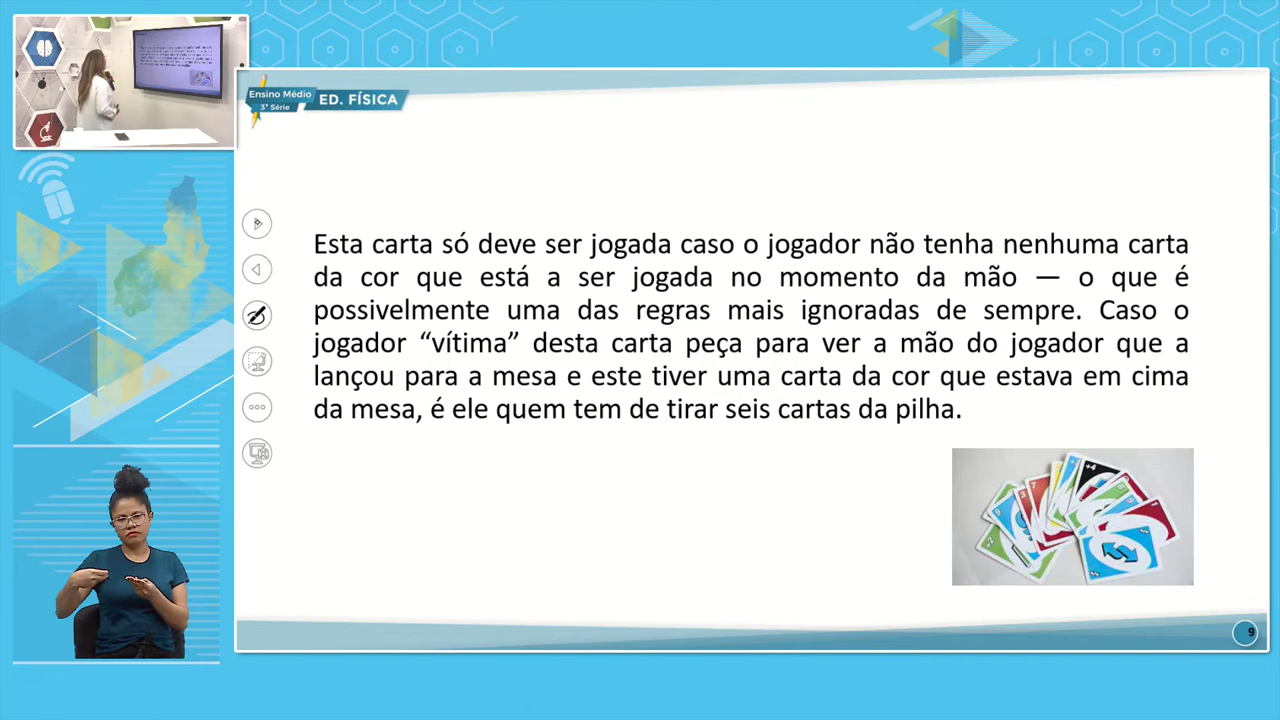 Ensino Médio
3ª Série
ED. FÍSICA
Esta carta só deve ser jogada caso o jogador não tenha nenhuma carta
da cor que está a ser jogada no momento da mão — o que é
possivelmente uma das regras mais ignoradas de sempre. Caso o
jogador “vítima” desta carta peça para ver a mão do jogador que a
lançou para a mesa e este tiver uma carta da cor que estava em cima
da mesa, é ele quem tem de tirar seis cartas da pilha.
9